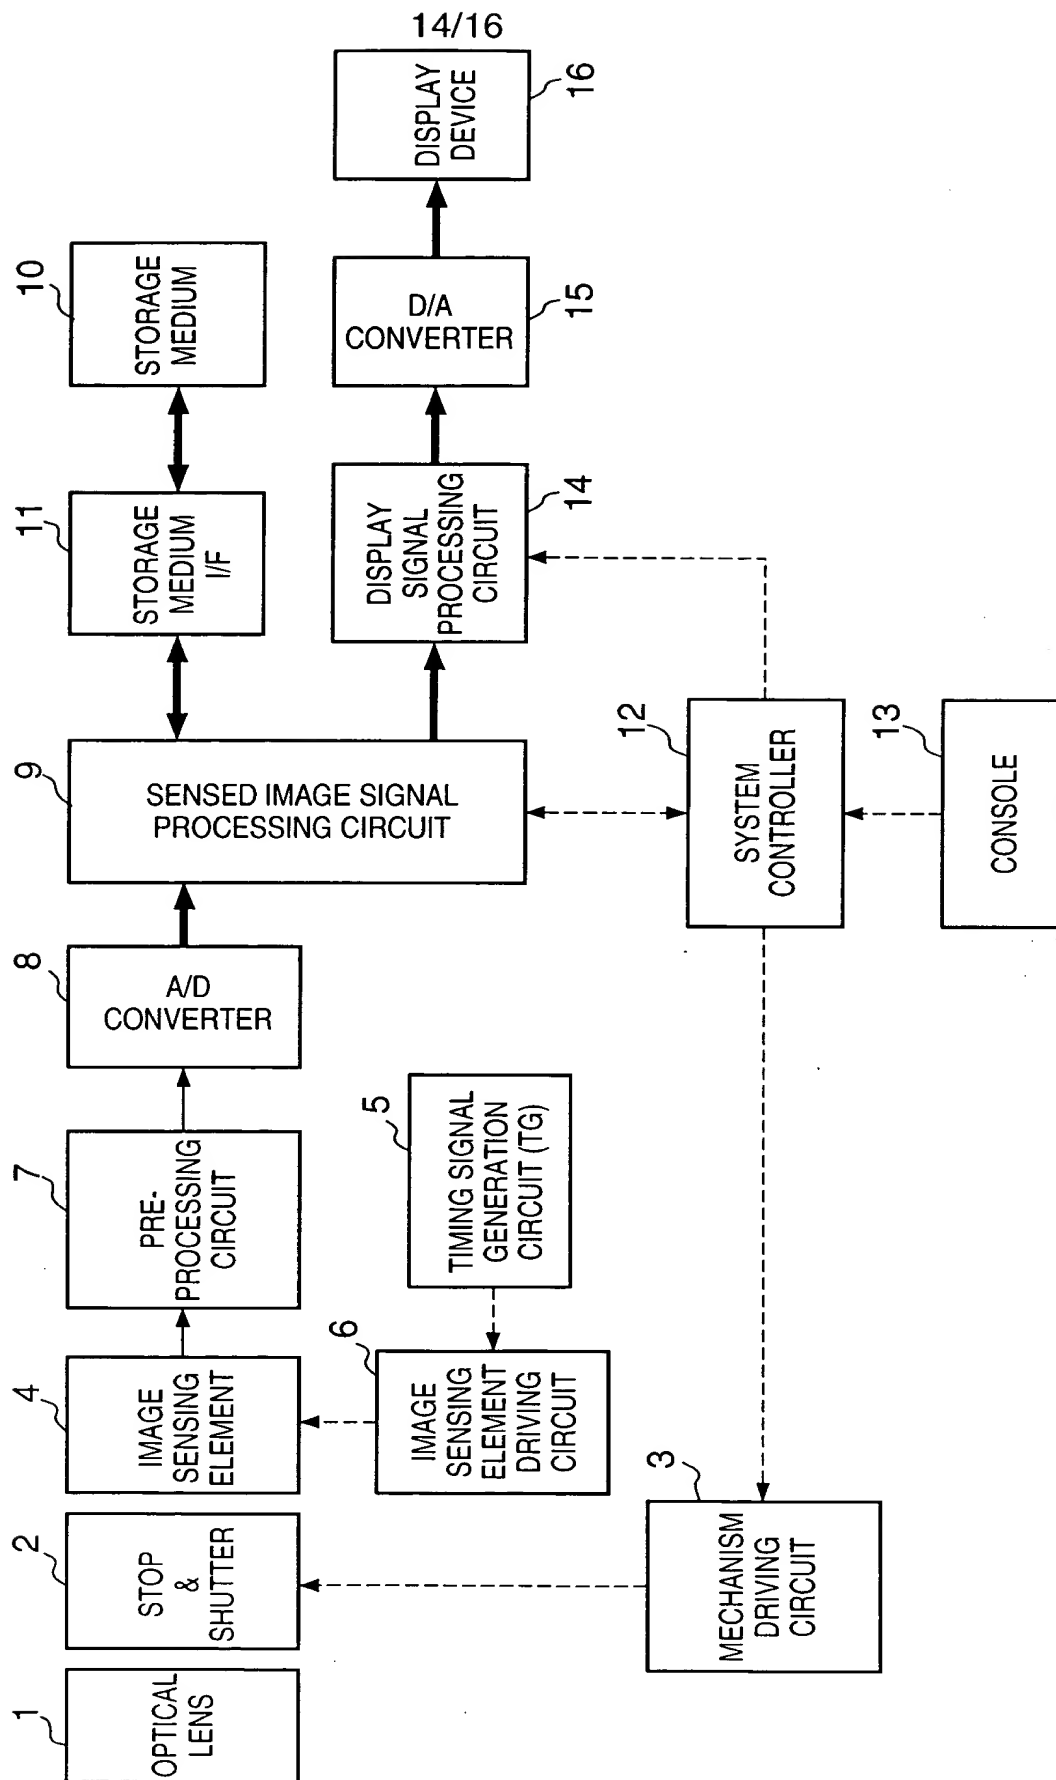 14/16
1
OPTICAL
LENS
2
STOP
&
SHUTTER
4
IMAGE
SENSING
ELEMENT
7
PRE-
PROCESSING
CIRCUIT
8
A/D
CONVERTER
9
SENSED IMAGE SIGNAL
PROCESSING CIRCUIT
11
STORAGE
MEDIUM
I/F
10
STORAGE
MEDIUM
6
IMAGE
SENSING
ELEMENT
DRIVING
CIRCUIT
5
TIMING SIGNAL
GENERATION
CIRCUIT (TG)
DISPLAY
SIGNAL
PROCESSING
CIRCUIT
14
D/A
CONVERTER
15
DISPLAY
DEVICE
16
3
MECHANISM
DRIVING
CIRCUIT
12
SYSTEM
CONTROLLER
13
CONSOLE